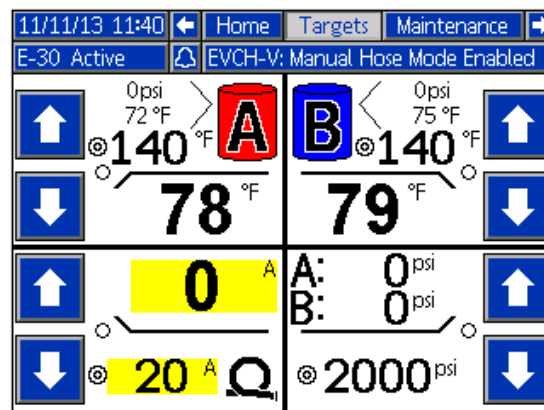 11/11/13 11:40 Home Targets Maintenance
E-30 Active EVCH-V: Manual Hose Mode Enabled
0psi
72 °F
A
140 °F
78 °F
0psi
75 °F
B
140 °F
79 °F
0 A
20 A
A: 0psi
B: 0psi
2000psi